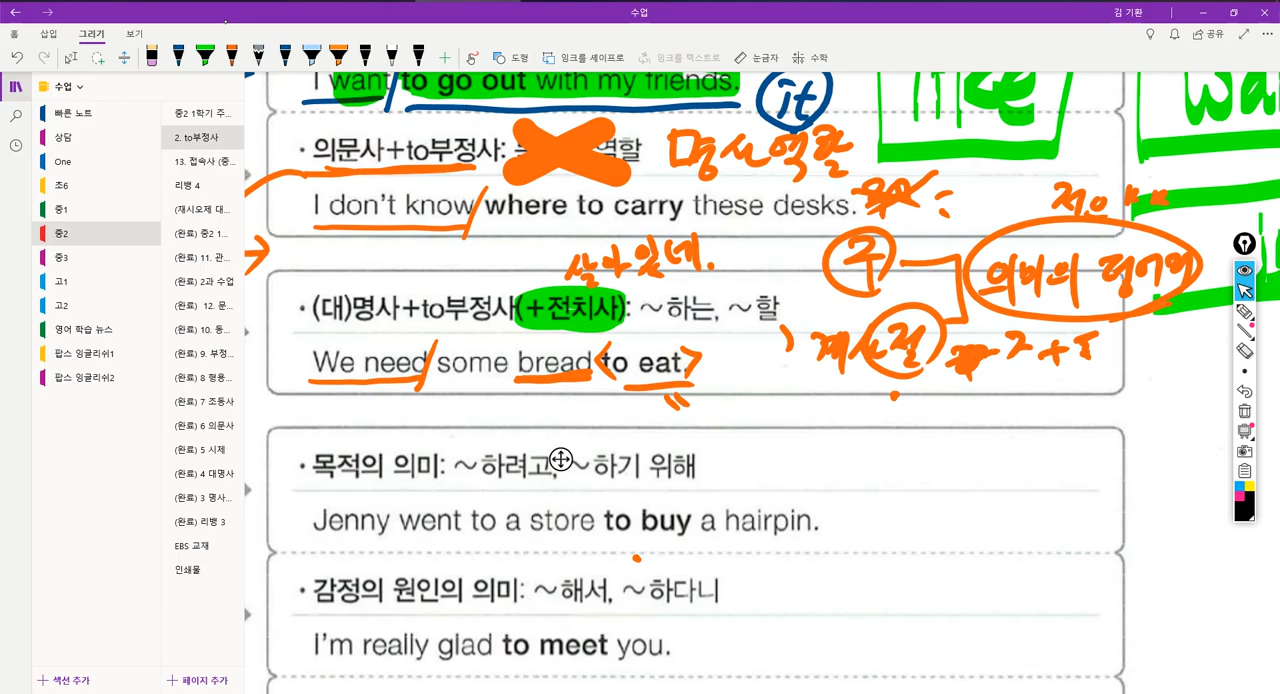 수업
김 기환
홈 삽입 그리기 보기
공유
도형 잉크를 셰이프로 잉크를 텍스트로 눈금자 수학
수업
빠른 노트
상담
One
초6
중1
중2
중3
고1
고2
영어 학습 뉴스
팝스 잉글리쉬1
팝스 잉글리쉬2
섹션 추가
중2 1학기 주...
2. to부정사
13. 접속사 (중...
리뱅 4
(재시오제 대...
(완료) 중2 1...
(완료) 11. 관...
(완료) 2과 수업
(완료) 12. 문...
(완료) 10. 동...
(완료) 9. 부정...
(완료) 8 형용...
(완료) 7 조동사
(완료) 6 의문사
(완료) 5 시제
(완료) 4 대명사
(완료) 3 명사...
(완료) 리뱅 3
EBS 교재
인쇄물
페이지 추가
I want to go out with my friends.
it
· 의문사+to부정사: 역할
명사역할
I don't know where to carry these desks.
살아있네.
주
· (대)명사+to부정사(+전치사): ~하는, ~할
We need some bread to eat.
· 목적의 의미: ~하려고, ~하기 위해
Jenny went to a store to buy a hairpin.
· 감정의 원인의 의미: ~해서, ~하다니
I'm really glad to meet you.